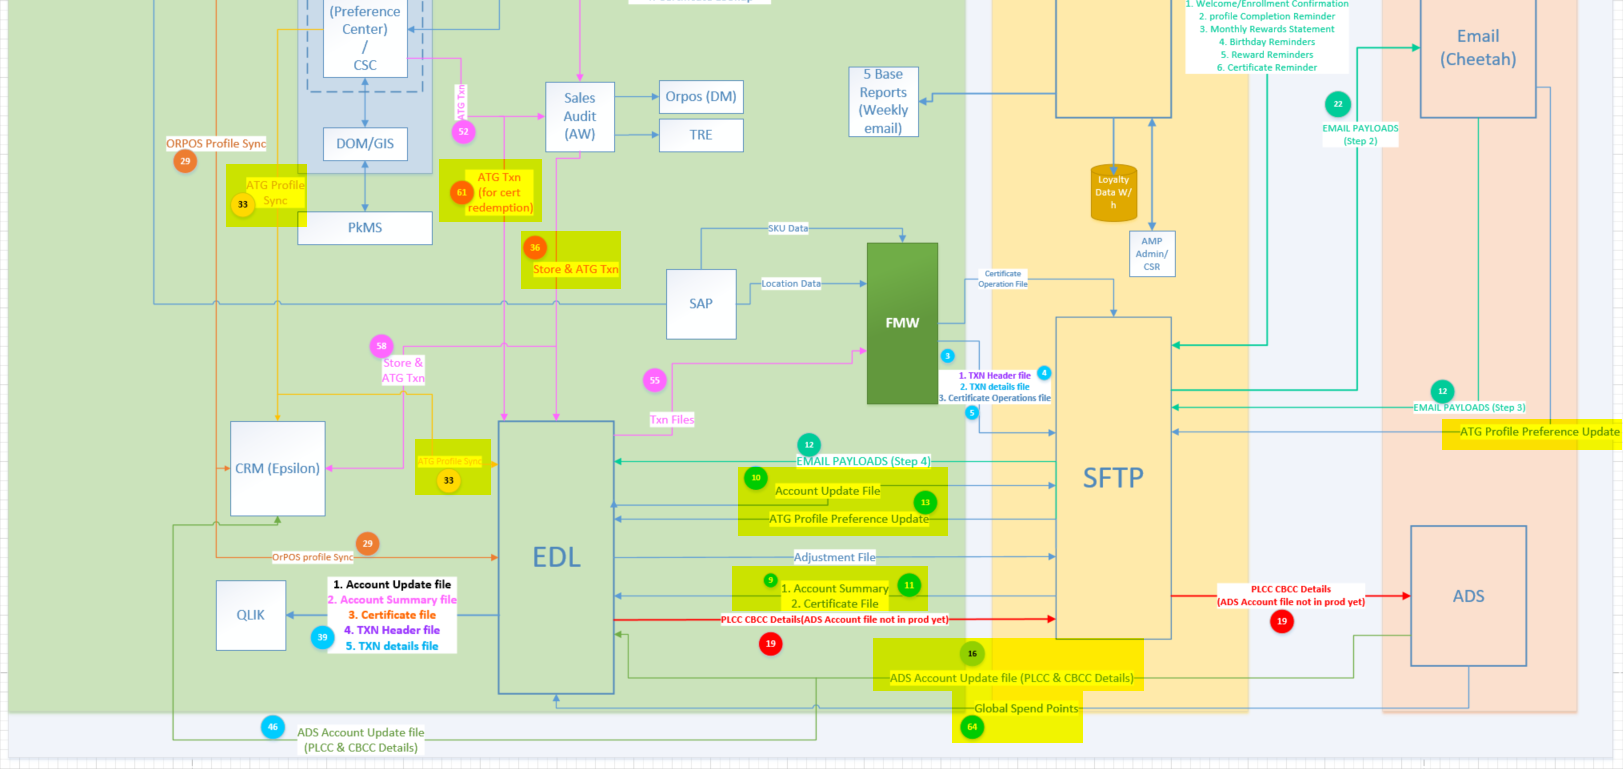 (Preference
Center)
/
CSC
1. Welcome/Enrollment Confirmation
2. profile Completion Reminder
3. Monthly Rewards Statement
4. Birthday Reminders
5. Reward Reminders
6. Certificate Reminder
Email
(Cheetah)
22
EMAIL PAYLOADS
(Step 2)
5 Base
Reports
(Weekly
email)
Sales
Audit
(AW)
Orpos (DM)
TRE
ATG Txn
52
DOM/GIS
PkMS
ORPOS Profile Sync
29
ATG Profile
Sync
33
61
ATG Txn
(for cert
redemption)
36
Store & ATG Txn
Loyalty
Data W/
h
AMP
Admin/
CSR
SKU Data
SAP
Location Data
FMW
Certificate
Operation File
58
Store &
ATG Txn
55
Txn Files
3
1. TXN Header file
4
2. TXN details file
3. Certificate Operations file
5
12
EMAIL PAYLOADS (Step 3)
ATG Profile Preference Update
CRM (Epsilon)
ATG Profile Sync
33
12
EMAIL PAYLOADS (Step 4)
10
Account Update File
13
ATG Profile Preference Update
SFTP
29
OrPOS profile Sync
EDL
Adjustment File
9
1. Account Summary
2. Certificate File
11
PLCC CBCC Details(ADS Account file not in prod yet)
19
PLCC CBCC Details
(ADS Account file not in prod yet)
19
ADS
QLIK
1. Account Update file
2. Account Summary file
3. Certificate file
4. TXN Header file
5. TXN details file
39
16
ADS Account Update file (PLCC & CBCC Details)
Global Spend Points
64
46
ADS Account Update file
(PLCC & CBCC Details)